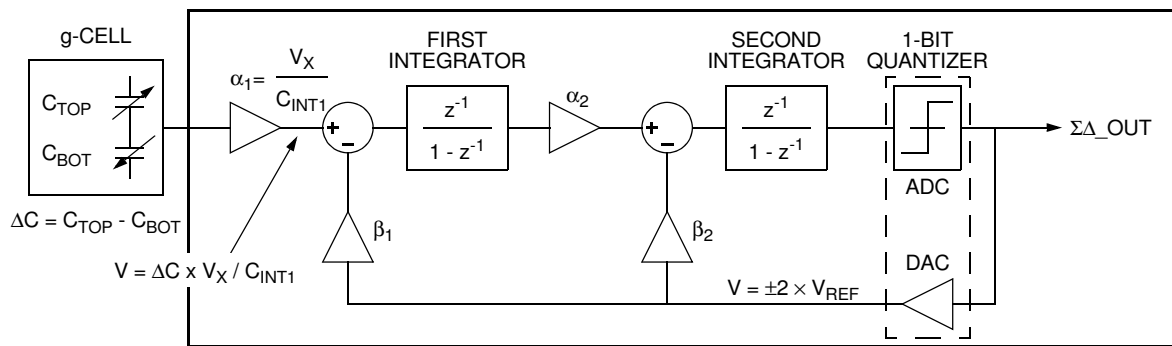 g-CELL
C_TOP
C_BOT
ΔC = C_TOP - C_BOT
α₁ = V_X / C_INT1
V = ΔC x V_X / C_INT1
+
-
β₁
FIRST
INTEGRATOR
z⁻¹
1 - z⁻¹
α₂
+
-
β₂
SECOND
INTEGRATOR
z⁻¹
1 - z⁻¹
1-BIT
QUANTIZER
ADC
DAC
V = ±2 × V_REF
ΣΔ_OUT